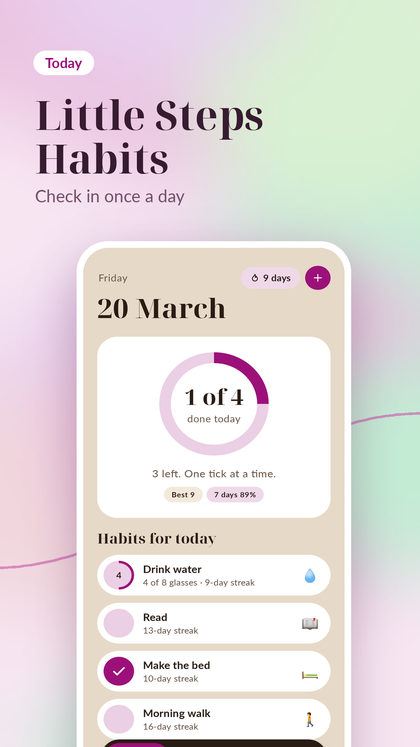 Today
Little Steps
Habits
Check in once a day
Friday
9 days
20 March
1 of 4
done today
3 left. One tick at a time.
Best 9
7 days 89%
Habits for today
4
Drink water
4 of 8 glasses · 9-day streak
Read
13-day streak
Make the bed
10-day streak
Morning walk
16-day streak